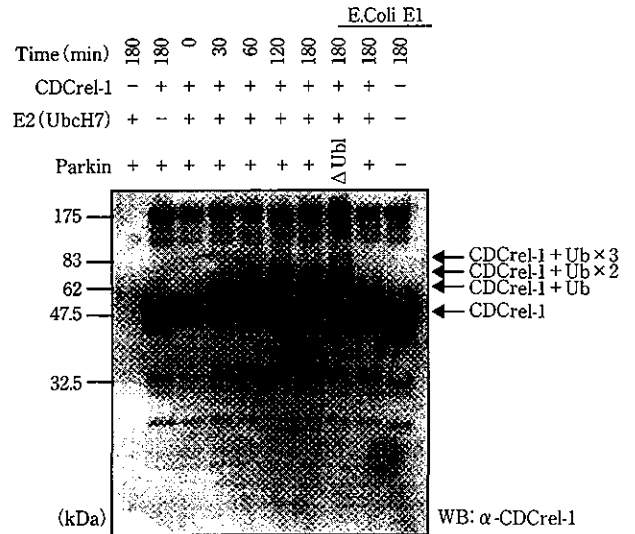 E.Coli E1
Time (min) 180 180 0 30 60 120 180 180 180 180
CDCrel-1 − + + + + + + + + −
E2 (UbcH7) + − + + + + + + + +
Parkin + + + + + + + Δ Ubl + −
175
83
62
47.5
32.5
(kDa)
CDCrel-1 + Ub × 3
CDCrel-1 + Ub × 2
CDCrel-1 + Ub
CDCrel-1
WB: α-CDCrel-1